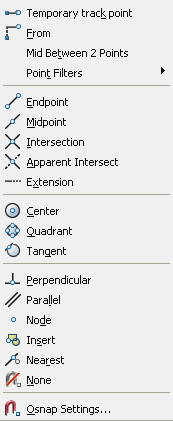 Temporary track point
From
Mid Between 2 Points
Point Filters
Endpoint
Midpoint
Intersection
Apparent Intersect
Extension
Center
Quadrant
Tangent
Perpendicular
Parallel
Node
Insert
Nearest
None
Osnap Settings...